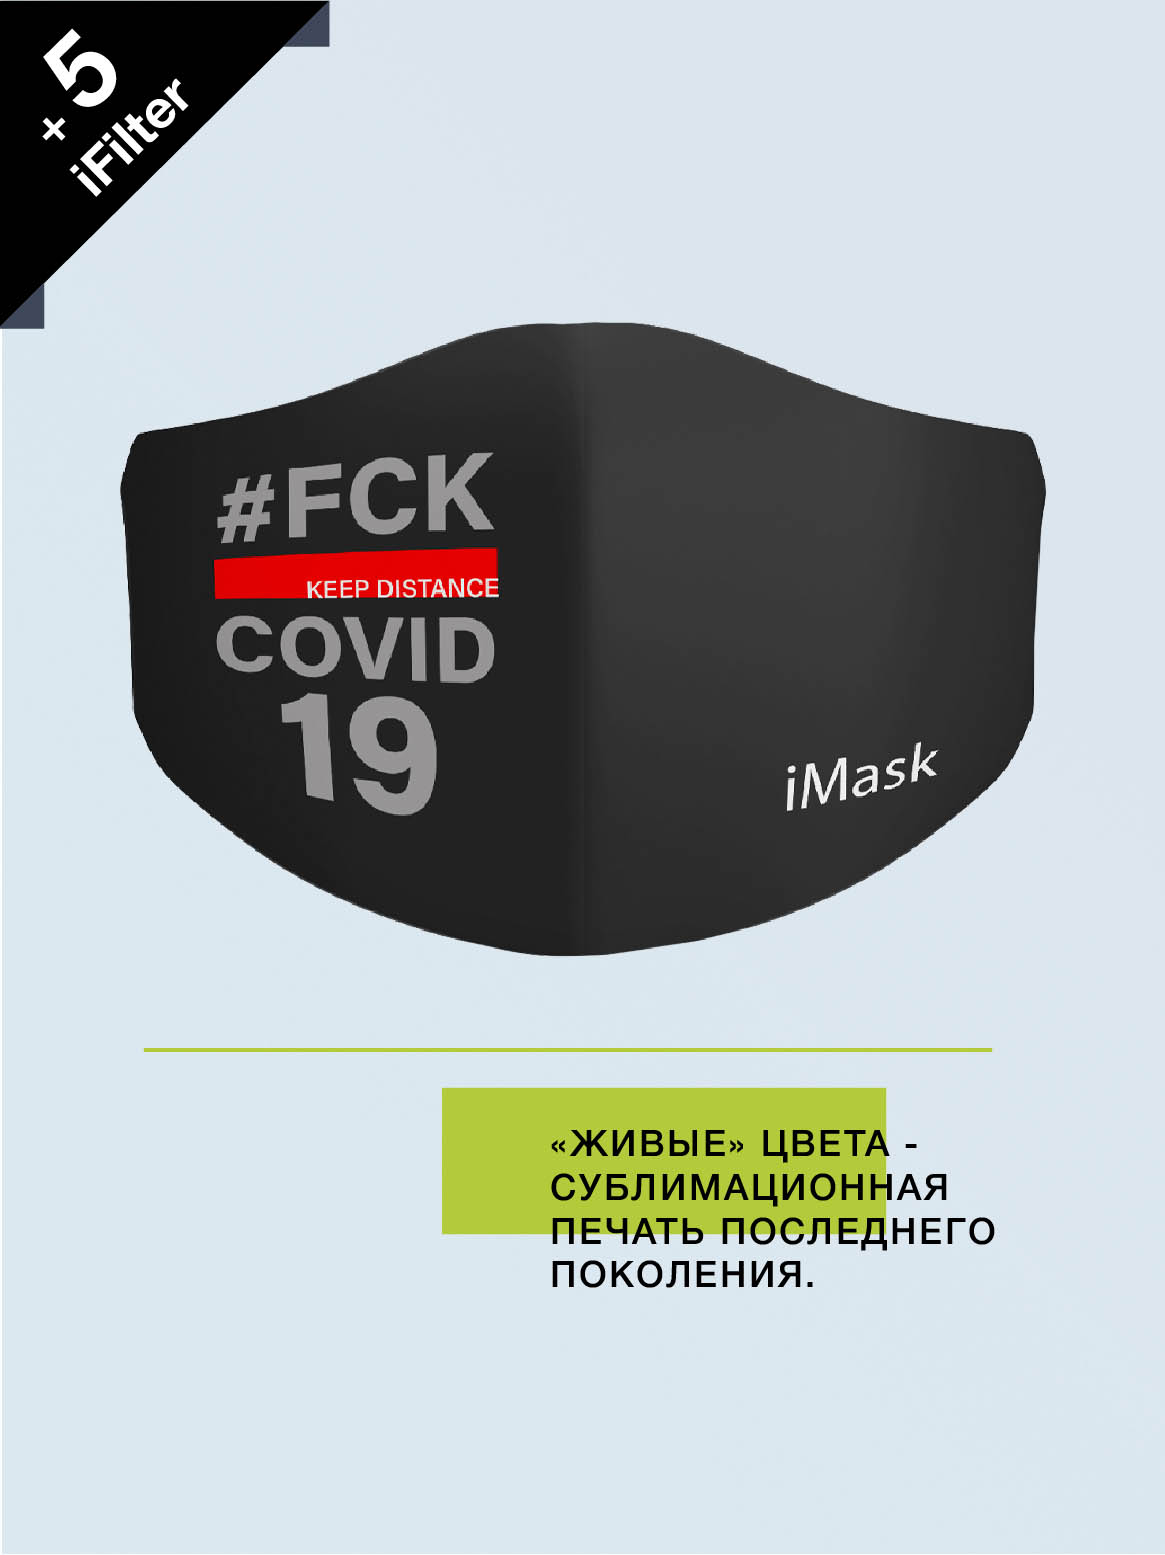 + 5
iFilter
#FCK
KEEP DISTANCE
COVID
19
iMask
«ЖИВЫЕ» ЦВЕТА -
СУБЛИМАЦИОННАЯ
ПЕЧАТЬ ПОСЛЕДНЕГО
ПОКОЛЕНИЯ.